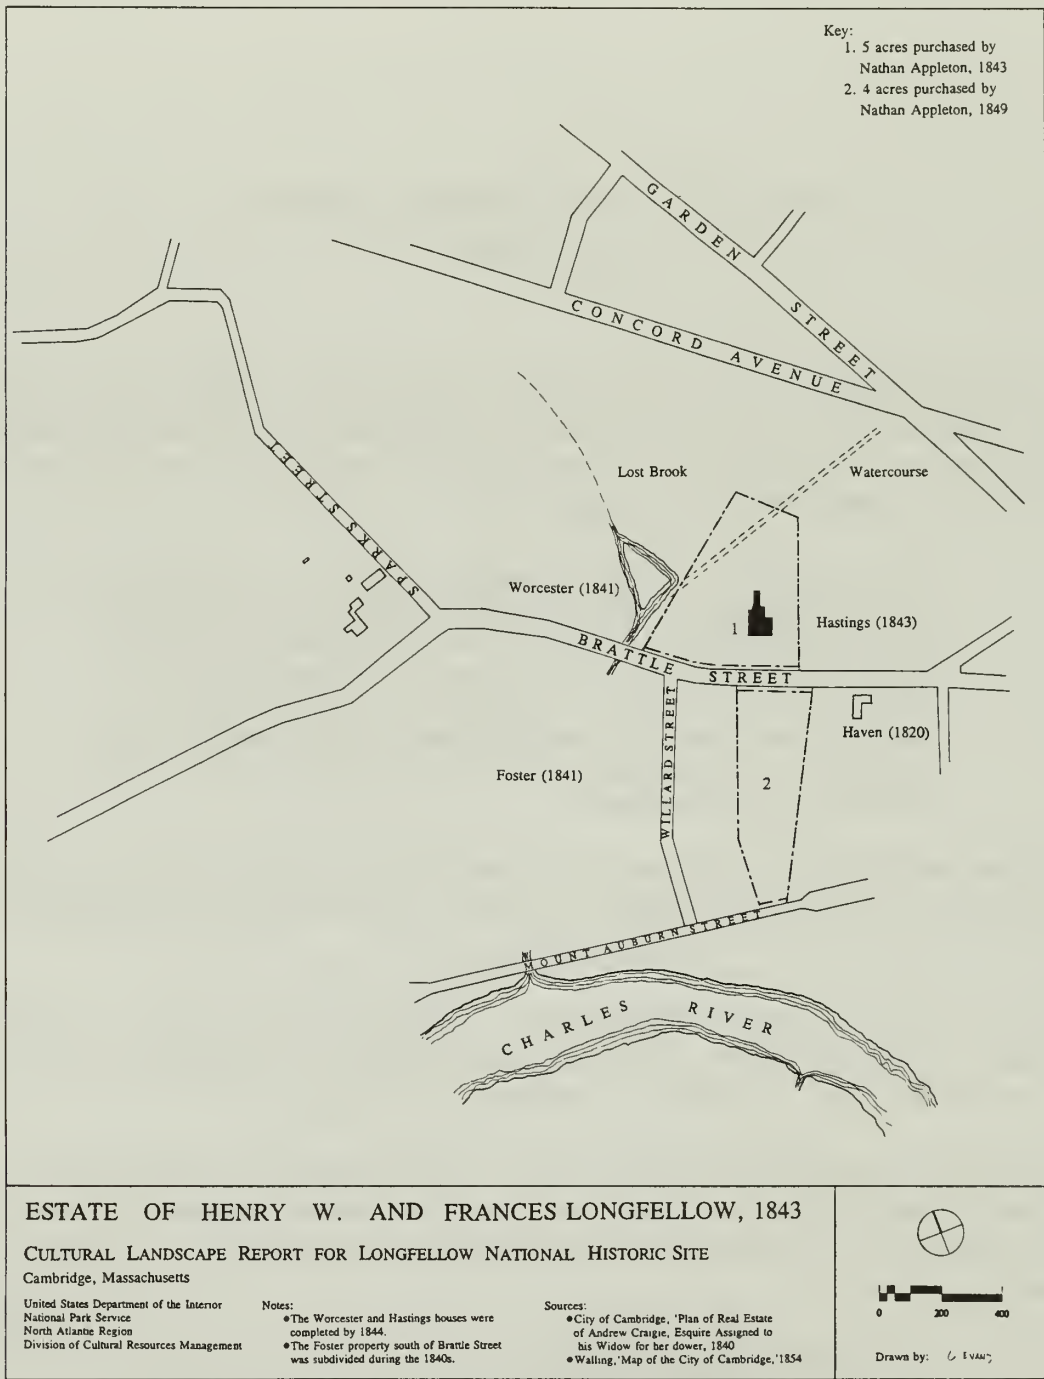 Key:
1. 5 acres purchased by
Nathan Appleton, 1843
2. 4 acres purchased by
Nathan Appleton, 1849
GARDEN STREET
CONCORD AVENUE
SPARKS STREET
Lost Brook
Watercourse
Worcester (1841)
1
Hastings (1843)
BRATTLE STREET
WILLARD STREET
Haven (1820)
Foster (1841)
2
MOUNT AUBURN STREET
CHARLES RIVER
ESTATE OF HENRY W. AND FRANCES LONGFELLOW, 1843
CULTURAL LANDSCAPE REPORT FOR LONGFELLOW NATIONAL HISTORIC SITE
Cambridge, Massachusetts
United States Department of the Interior
National Park Service
North Atlantic Region
Division of Cultural Resources Management
Notes:
•The Worcester and Hastings houses were
completed by 1844.
•The Foster property south of Brattle Street
was subdivided during the 1840s.
Sources:
•City of Cambridge, 'Plan of Real Estate
of Andrew Craigie, Esquire Assigned to
his Widow for her dower, 1840
•Walling,'Map of the City of Cambridge,'1854
0 200 400
Drawn by: G Evans